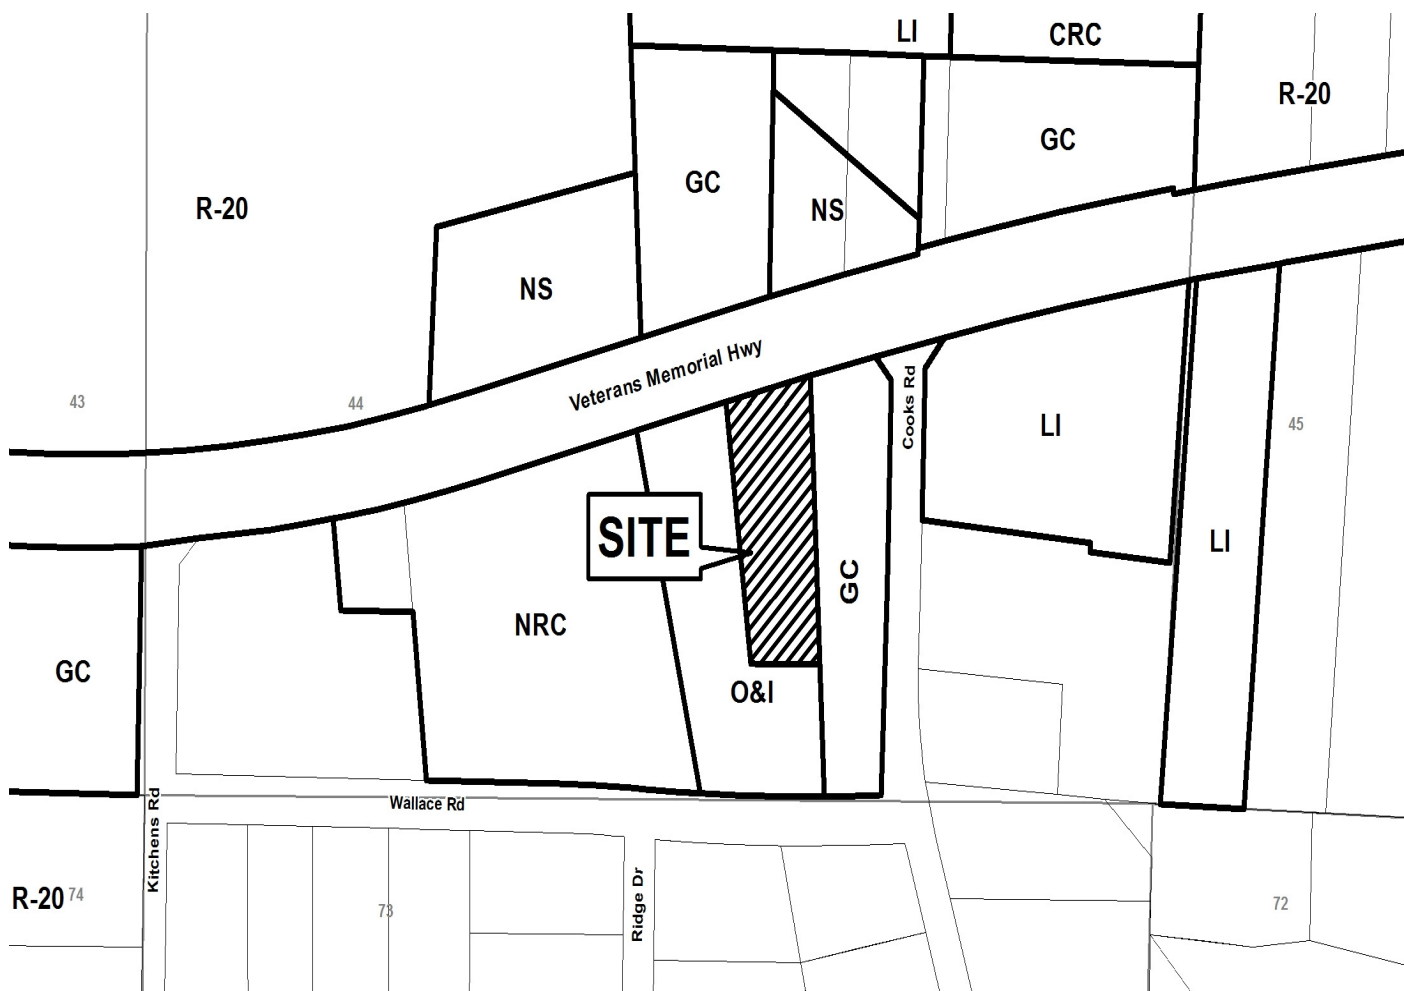 LI
CRC
R-20
GC
GC
R-20
NS
NS
Veterans Memorial Hwy
43
44
Cooks Rd
LI
45
SITE
LI
GC
NRC
GC
O&I
Wallace Rd
Kitchens Rd
R-20
74
73
Ridge Dr
72